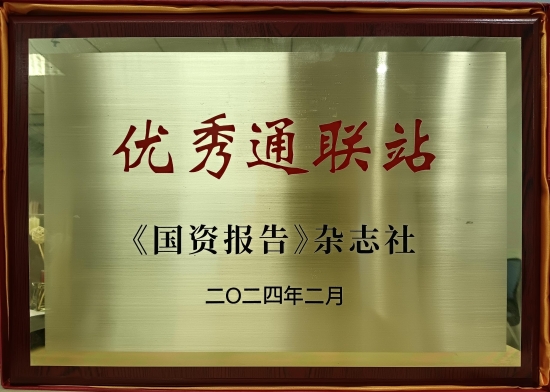 优秀通联站
《国资报告》杂志社
二〇二四年二月